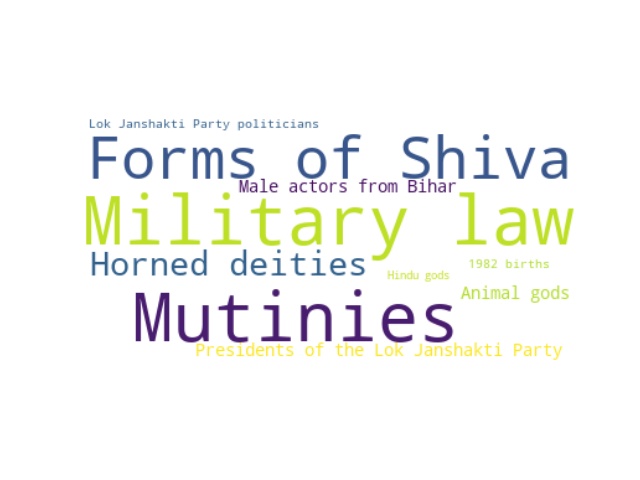 Lok Janshakti Party politicians
Forms of Shiva
Male actors from Bihar
Military law
Horned deities
1982 births
Hindu gods
Animal gods
Mutinies
Presidents of the Lok Janshakti Party